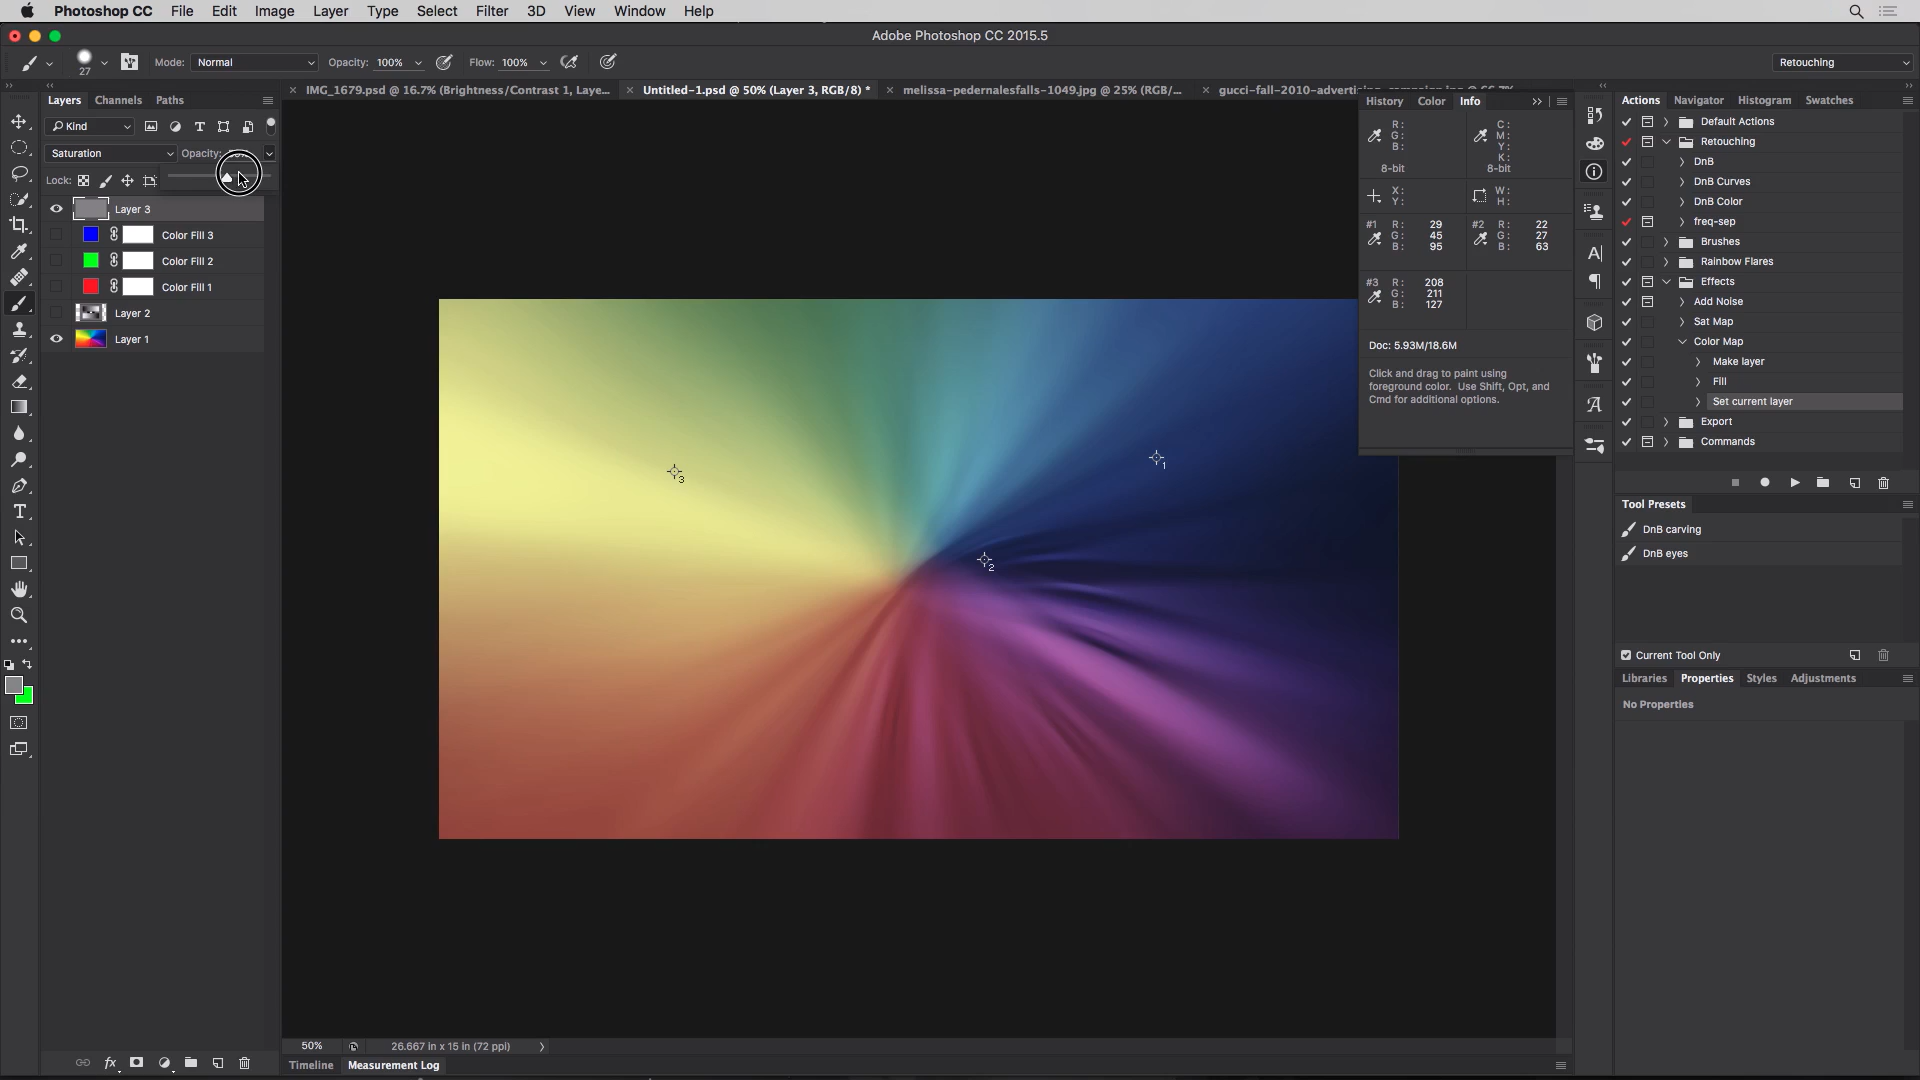 Photoshop CC File Edit Image Layer Type Select Filter 3D View Window Help
Adobe Photoshop CC 2015.5
27 Mode: Normal Opacity: 100% Flow: 100% Retouching
Layers Channels Paths
× IMG_1679.psd @ 16.7% (Brightness/Contrast 1, Laye... × Untitled-1.psd @ 50% (Layer 3, RGB/8) * × melissa-pedernalesfalls-1049.jpg @ 25% (RGB/... ×
Kind
Saturation Opacity:
Lock:
Layer 3
Color Fill 3
Color Fill 2
Color Fill 1
Layer 2
Layer 1
3
1
2
History Color Info
R: C:
G: M:
B: Y:
K:
8-bit 8-bit
X: W:
Y: H:
#1 R: 29 #2 R: 22
G: 45 G: 27
B: 95 B: 63
#3 R: 208
G: 211
B: 127
Doc: 5.93M/18.6M
Click and drag to paint using
foreground color. Use Shift, Opt, and
Cmd for additional options.
Actions Navigator Histogram Swatches
Default Actions
Retouching
DnB
DnB Curves
DnB Color
freq-sep
Brushes
Rainbow Flares
Effects
Add Noise
Sat Map
Color Map
Make layer
Fill
Set current layer
Export
Commands
Tool Presets
DnB carving
DnB eyes
Current Tool Only
Libraries Properties Styles Adjustments
No Properties
50% 26.667 in x 15 in (72 ppi)
Timeline Measurement Log